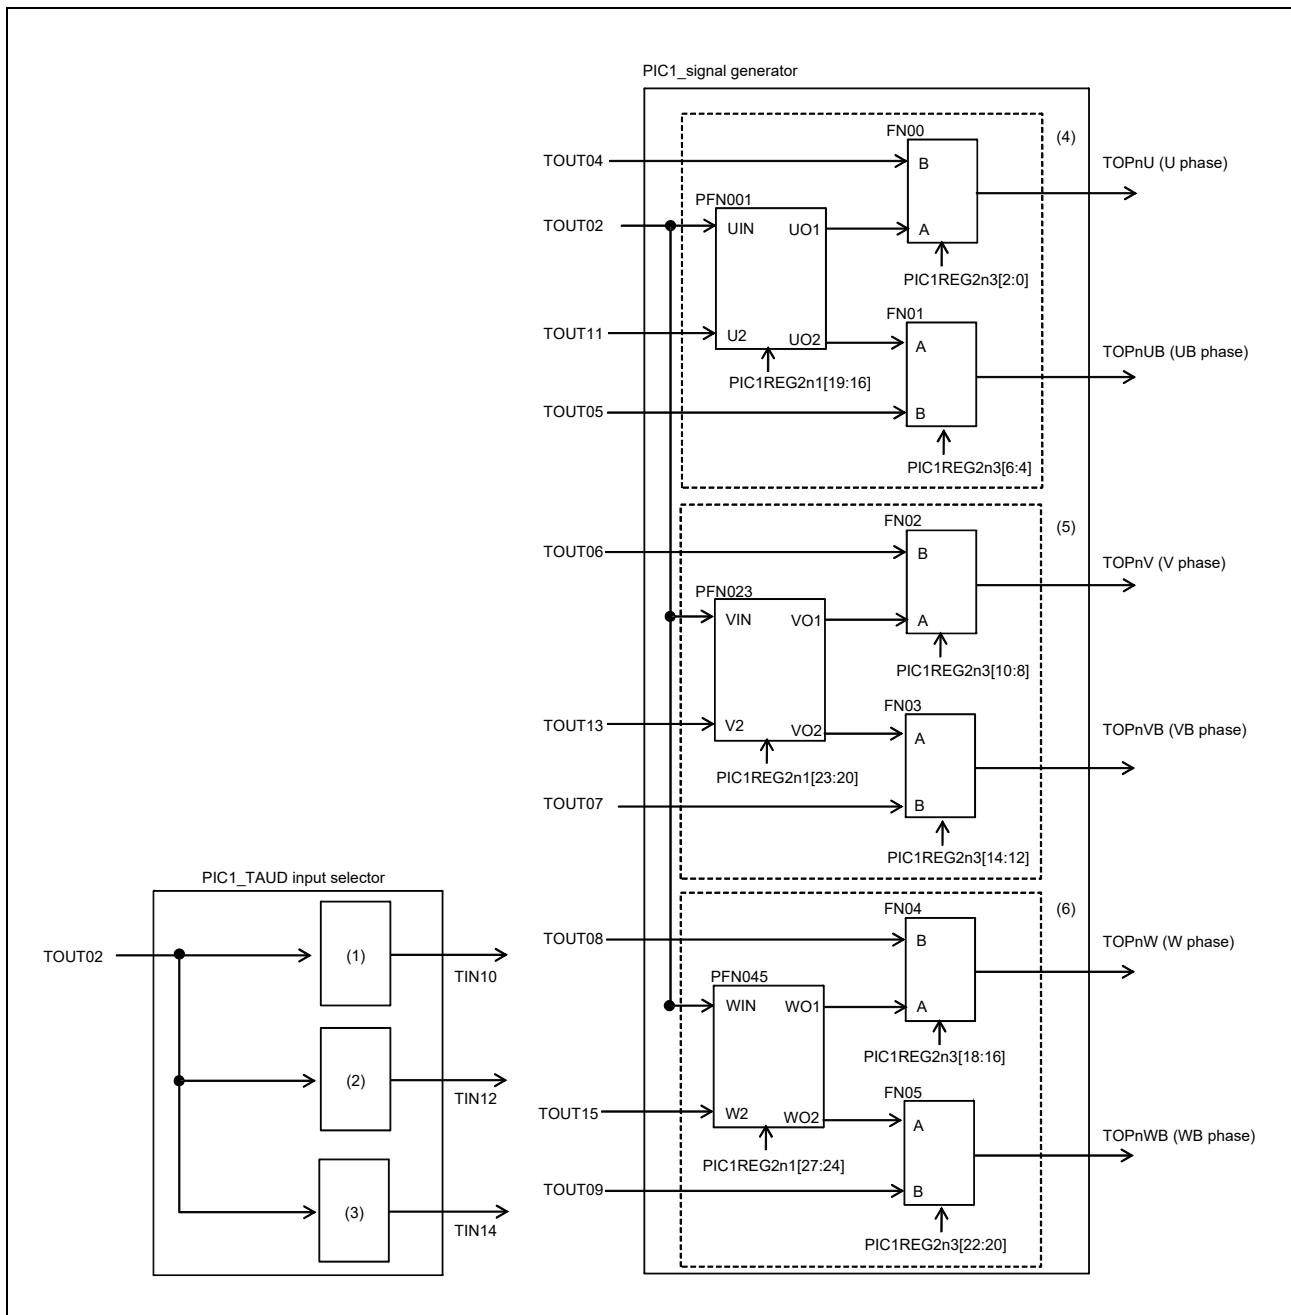 PIC1_signal generator
FN00
(4)
TOUT04
B
TOPnU (U phase)
PFN001
TOUT02
UIN
UO1
A
PIC1REG2n3[2:0]
FN01
TOUT11
U2
UO2
A
TOPnUB (UB phase)
PIC1REG2n1[19:16]
TOUT05
B
PIC1REG2n3[6:4]
FN02
(5)
TOUT06
B
TOPnV (V phase)
PFN023
VIN
VO1
A
PIC1REG2n3[10:8]
FN03
TOUT13
V2
VO2
A
TOPnVB (VB phase)
PIC1REG2n1[23:20]
TOUT07
B
PIC1REG2n3[14:12]
PIC1_TAUD input selector
FN04
(6)
TOUT08
B
TOPnW (W phase)
TOUT02
(1)
TIN10
PFN045
WIN
WO1
A
PIC1REG2n3[18:16]
(2)
TIN12
FN05
TOUT15
W2
WO2
A
TOPnWB (WB phase)
PIC1REG2n1[27:24]
TOUT09
B
(3)
TIN14
PIC1REG2n3[22:20]